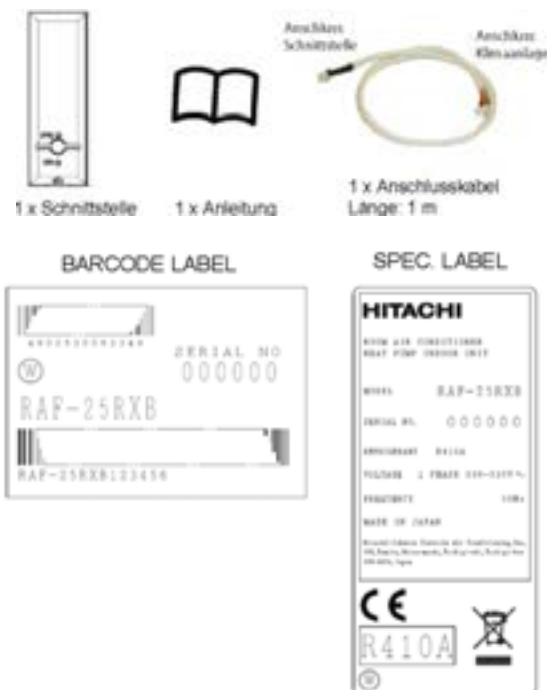 Anschluss
Schnittstelle
Anschluss
Klimaanlage
1 x Schnittstelle
1 x Anleitung
1 x Anschlusskabel
Länge: 1 m
BARCODE LABEL
SERIAL NO
000000
W
RAF-25RXB
RAF-25RXB123456
SPEC. LABEL
HITACHI
ROOM AIR CONDITIONER
HEAT PUMP INDOOR UNIT
MODEL RAF-25RXB
SERIAL NO. 000000
REFRIGERANT R410A
VOLTAGE 1 PHASE
FREQUENCY 50Hz
MADE IN JAPAN
CE
R410A
W